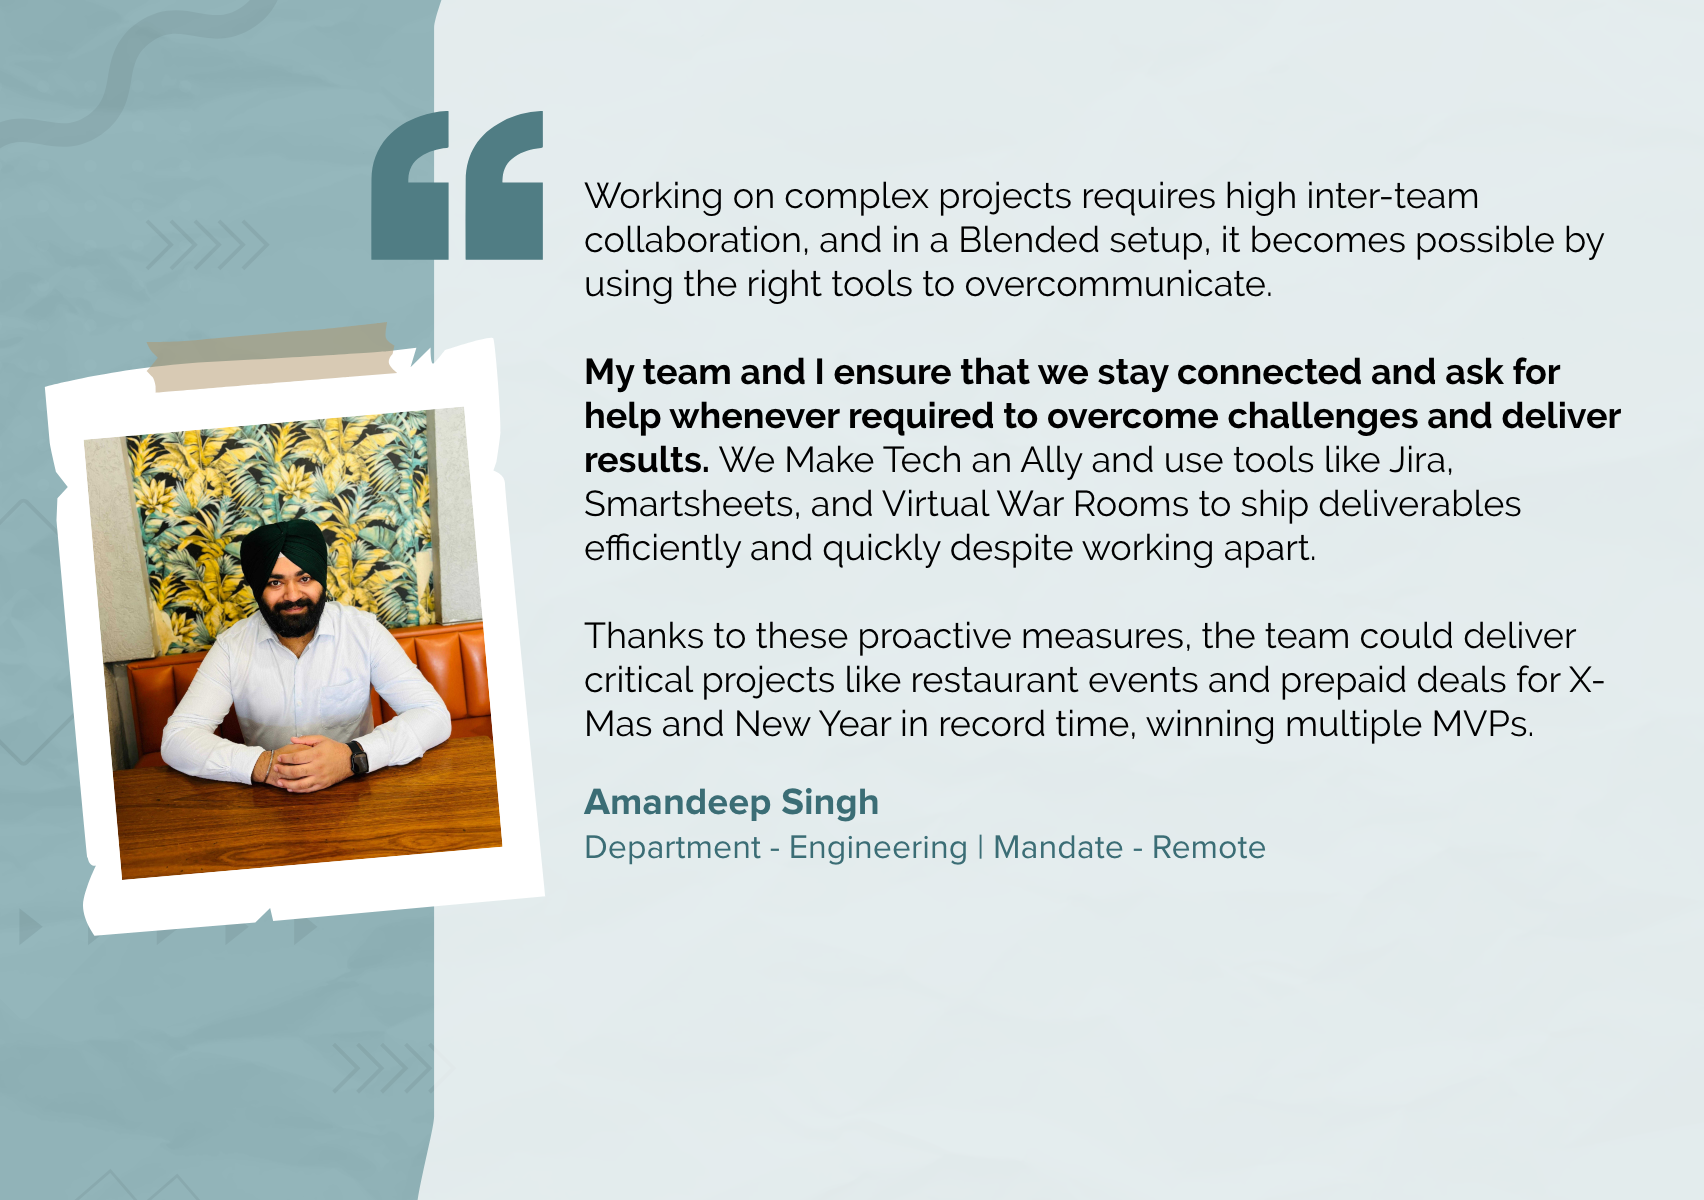 “
Working on complex projects requires high inter-team
collaboration, and in a Blended setup, it becomes possible by
using the right tools to overcommunicate.
My team and I ensure that we stay connected and ask for
help whenever required to overcome challenges and deliver
results. We Make Tech an Ally and use tools like Jira,
Smartsheets, and Virtual War Rooms to ship deliverables
efficiently and quickly despite working apart.
Thanks to these proactive measures, the team could deliver
critical projects like restaurant events and prepaid deals for X-
Mas and New Year in record time, winning multiple MVPs.
Amandeep Singh
Department - Engineering | Mandate - Remote